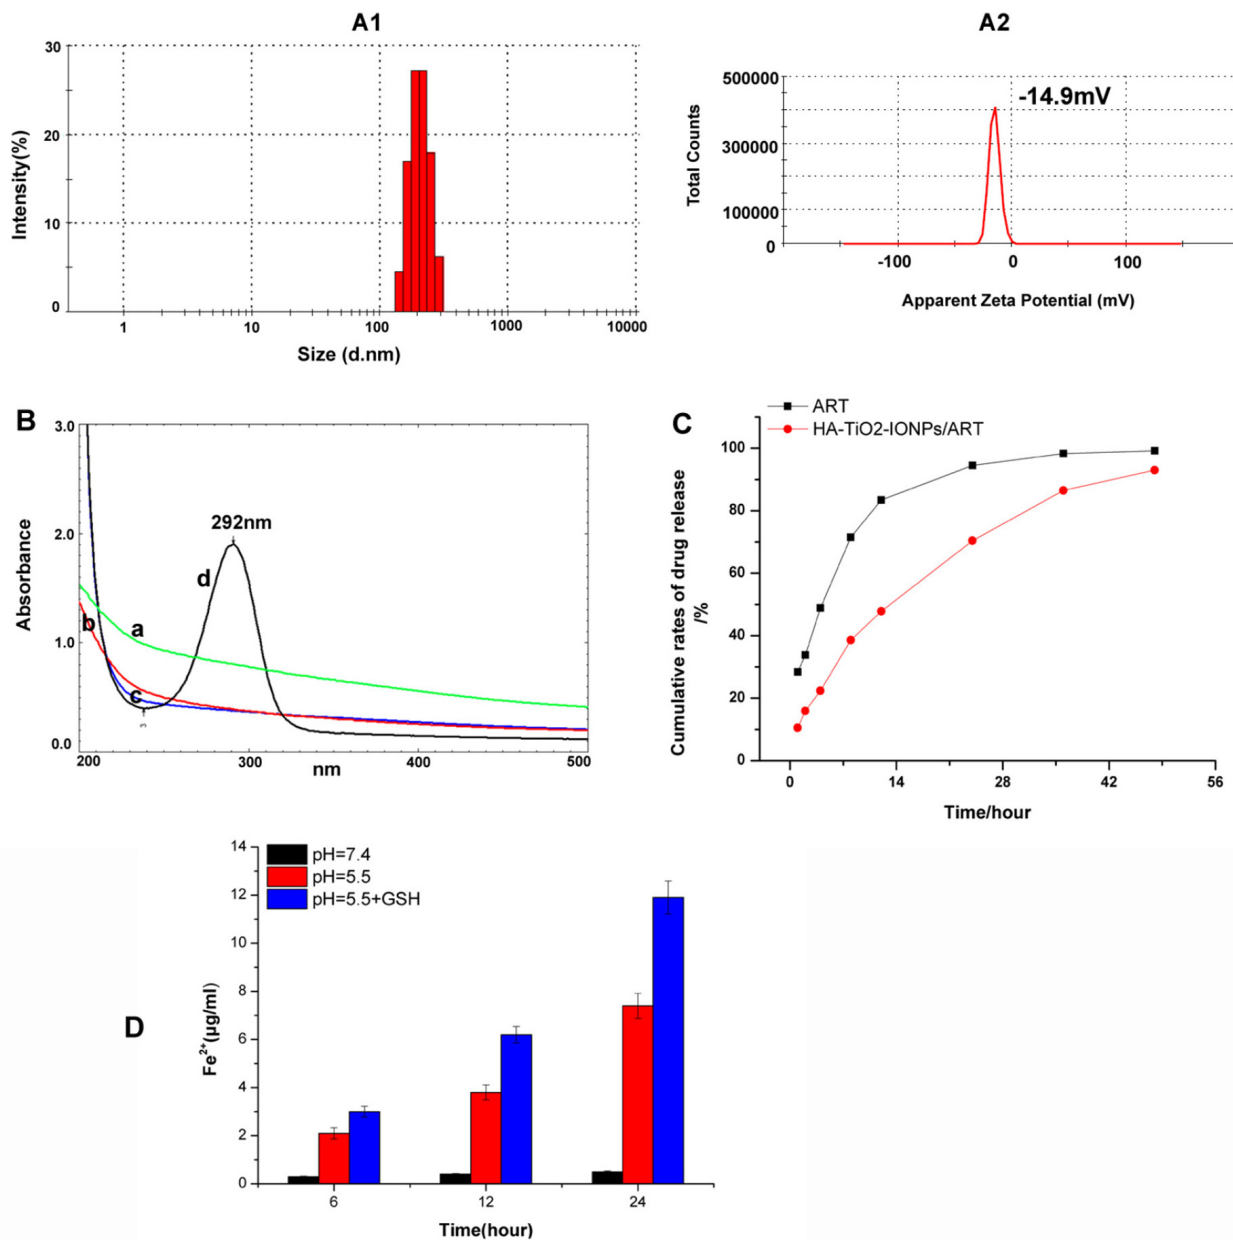 A1
30
20
10
0
Intensity(%)
1
10
100
1000
10000
Size (d.nm)
A2
500000
300000
100000
0
Total Counts
-14.9mV
-100
0
100
Apparent Zeta Potential (mV)
B
3.0
2.0
1.0
0.0
Absorbance
292nm
d
a
b
c
200
300
400
500
nm
C
ART
HA-TiO2-IONPs/ART
100
80
60
40
20
0
Cumulative rates of drug release
/%
0
14
28
42
56
Time/hour
D
pH=7.4
pH=5.5
pH=5.5+GSH
14
12
10
8
6
4
2
0
Fe²⁺(μg/ml)
6
12
24
Time(hour)